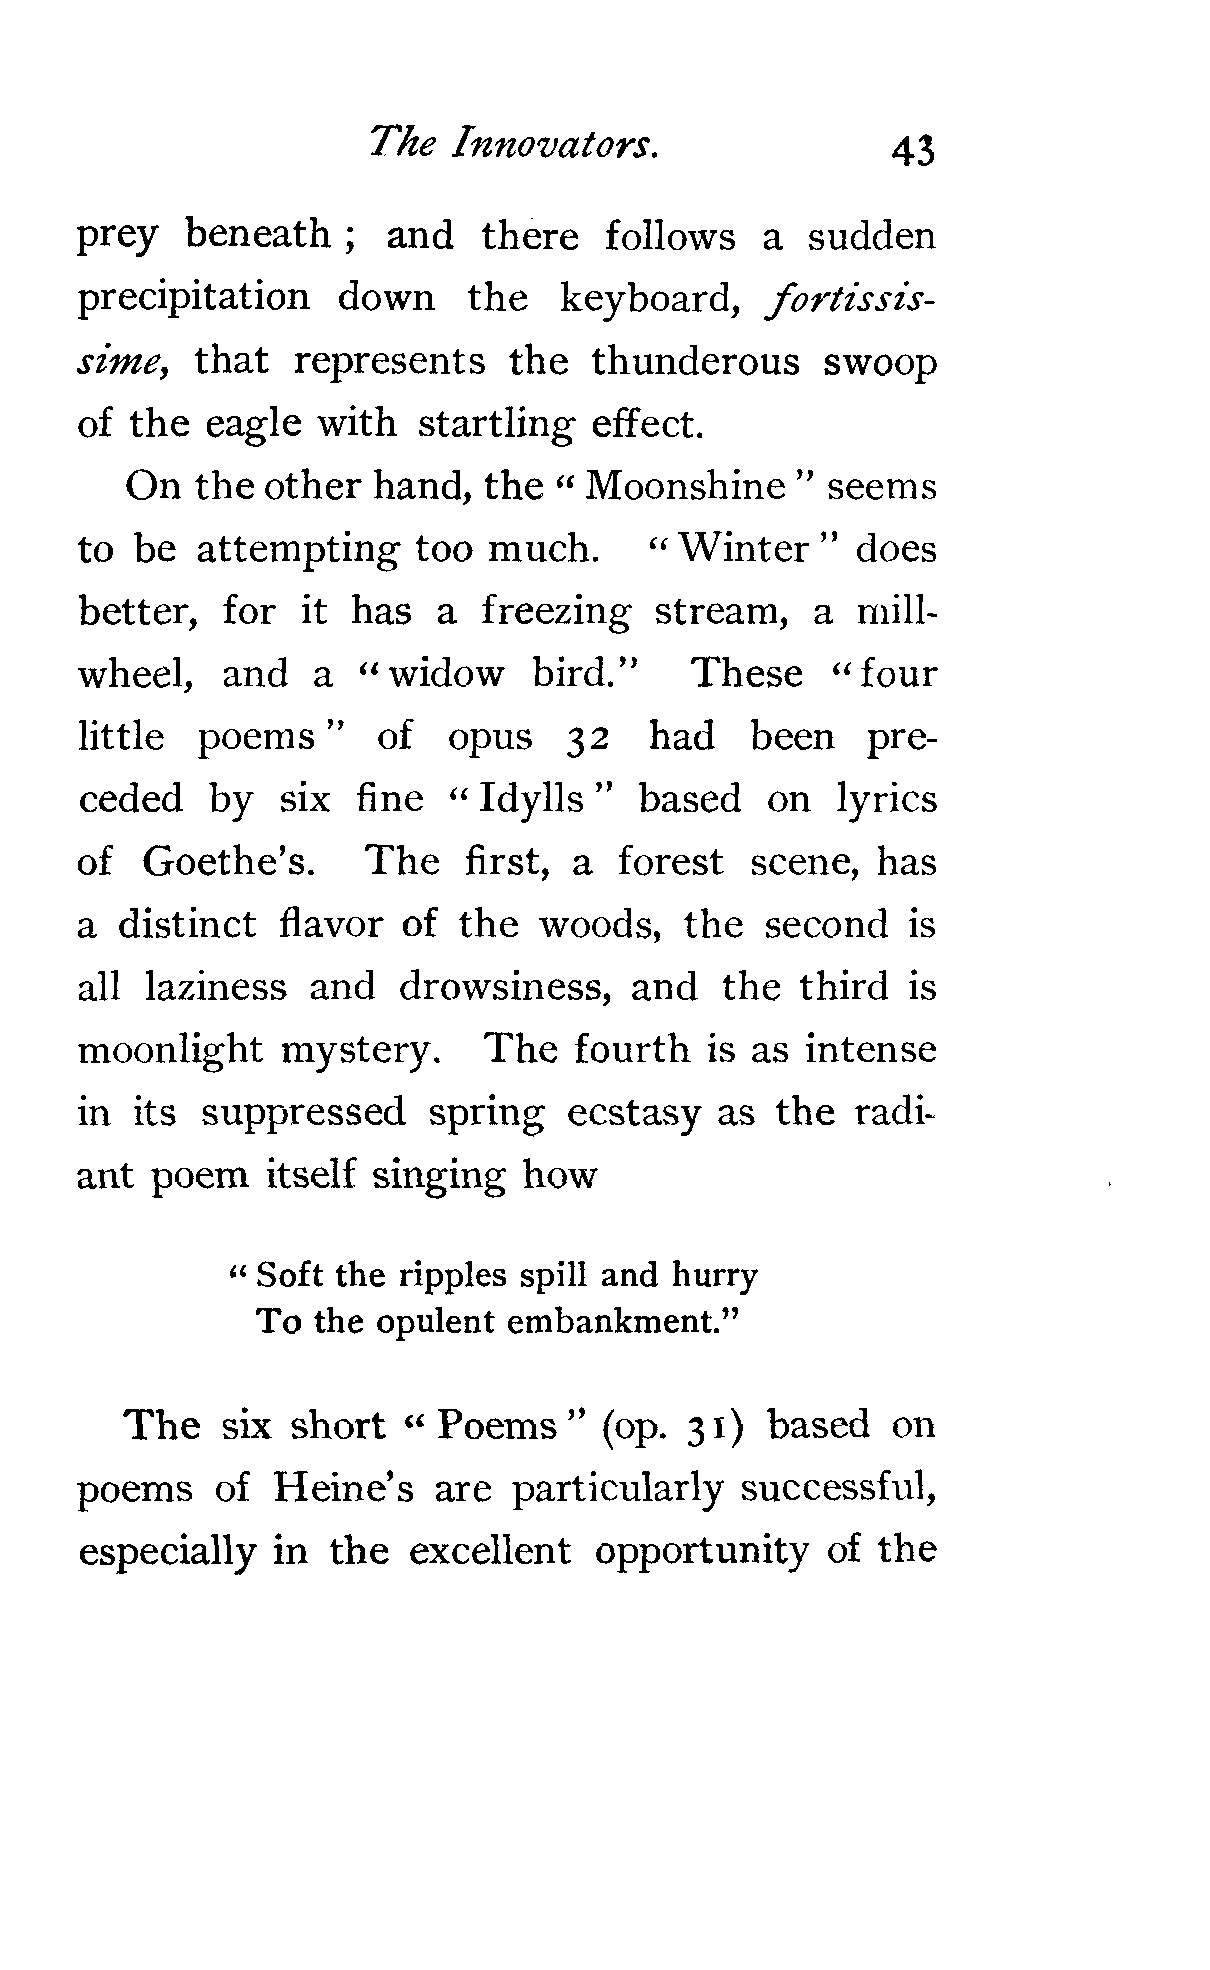 The Innovators. 43
prey beneath ; and there follows a sudden
precipitation down the keyboard, fortissis-
sime, that represents the thunderous swoop
of the eagle with startling effect.
On the other hand, the “ Moonshine ” seems
to be attempting too much. “ Winter ” does
better, for it has a freezing stream, a mill-
wheel, and a “ widow bird.” These “ four
little poems ” of opus 32 had been pre-
ceded by six fine “ Idylls ” based on lyrics
of Goethe’s. The first, a forest scene, has
a distinct flavor of the woods, the second is
all laziness and drowsiness, and the third is
moonlight mystery. The fourth is as intense
in its suppressed spring ecstasy as the radi-
ant poem itself singing how
“ Soft the ripples spill and hurry
To the opulent embankment.”
The six short “ Poems ” (op. 31) based on
poems of Heine’s are particularly successful,
especially in the excellent opportunity of the